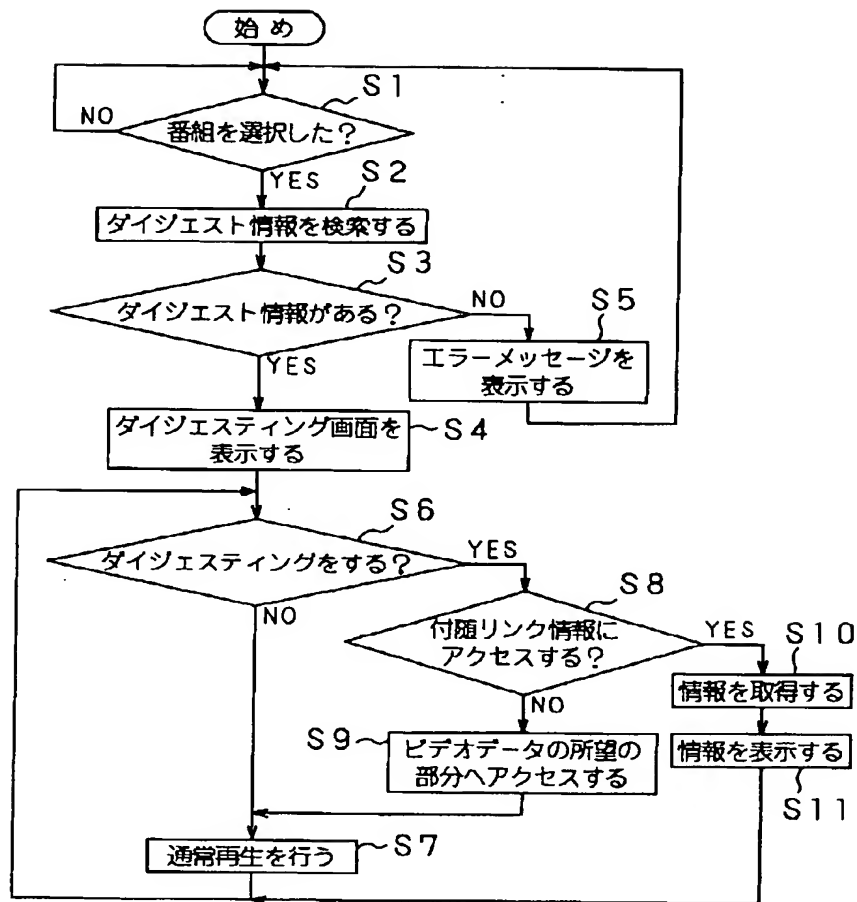 始め
S1
NO
番組を選択した?
YES
S2
ダイジェスト情報を検索する
S3
ダイジェスト情報がある?
NO
S5
YES
エラーメッセージを
表示する
ダイジェスティング画面を
表示する
S4
S6
ダイジェスティングをする?
YES
S8
NO
付随リンク情報に
アクセスする?
YES
S10
情報を取得する
NO
S9
ビデオデータの所望の
部分へアクセスする
情報を表示する
S11
通常再生を行う
S7